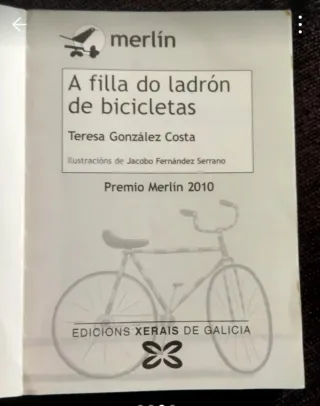 merlín
A filla do ladrón
de bicicletas
Teresa González Costa
Ilustracións de Jacobo Fernández Serrano
Premio Merlín 2010
EDICIONS XERAIS DE GALICIA